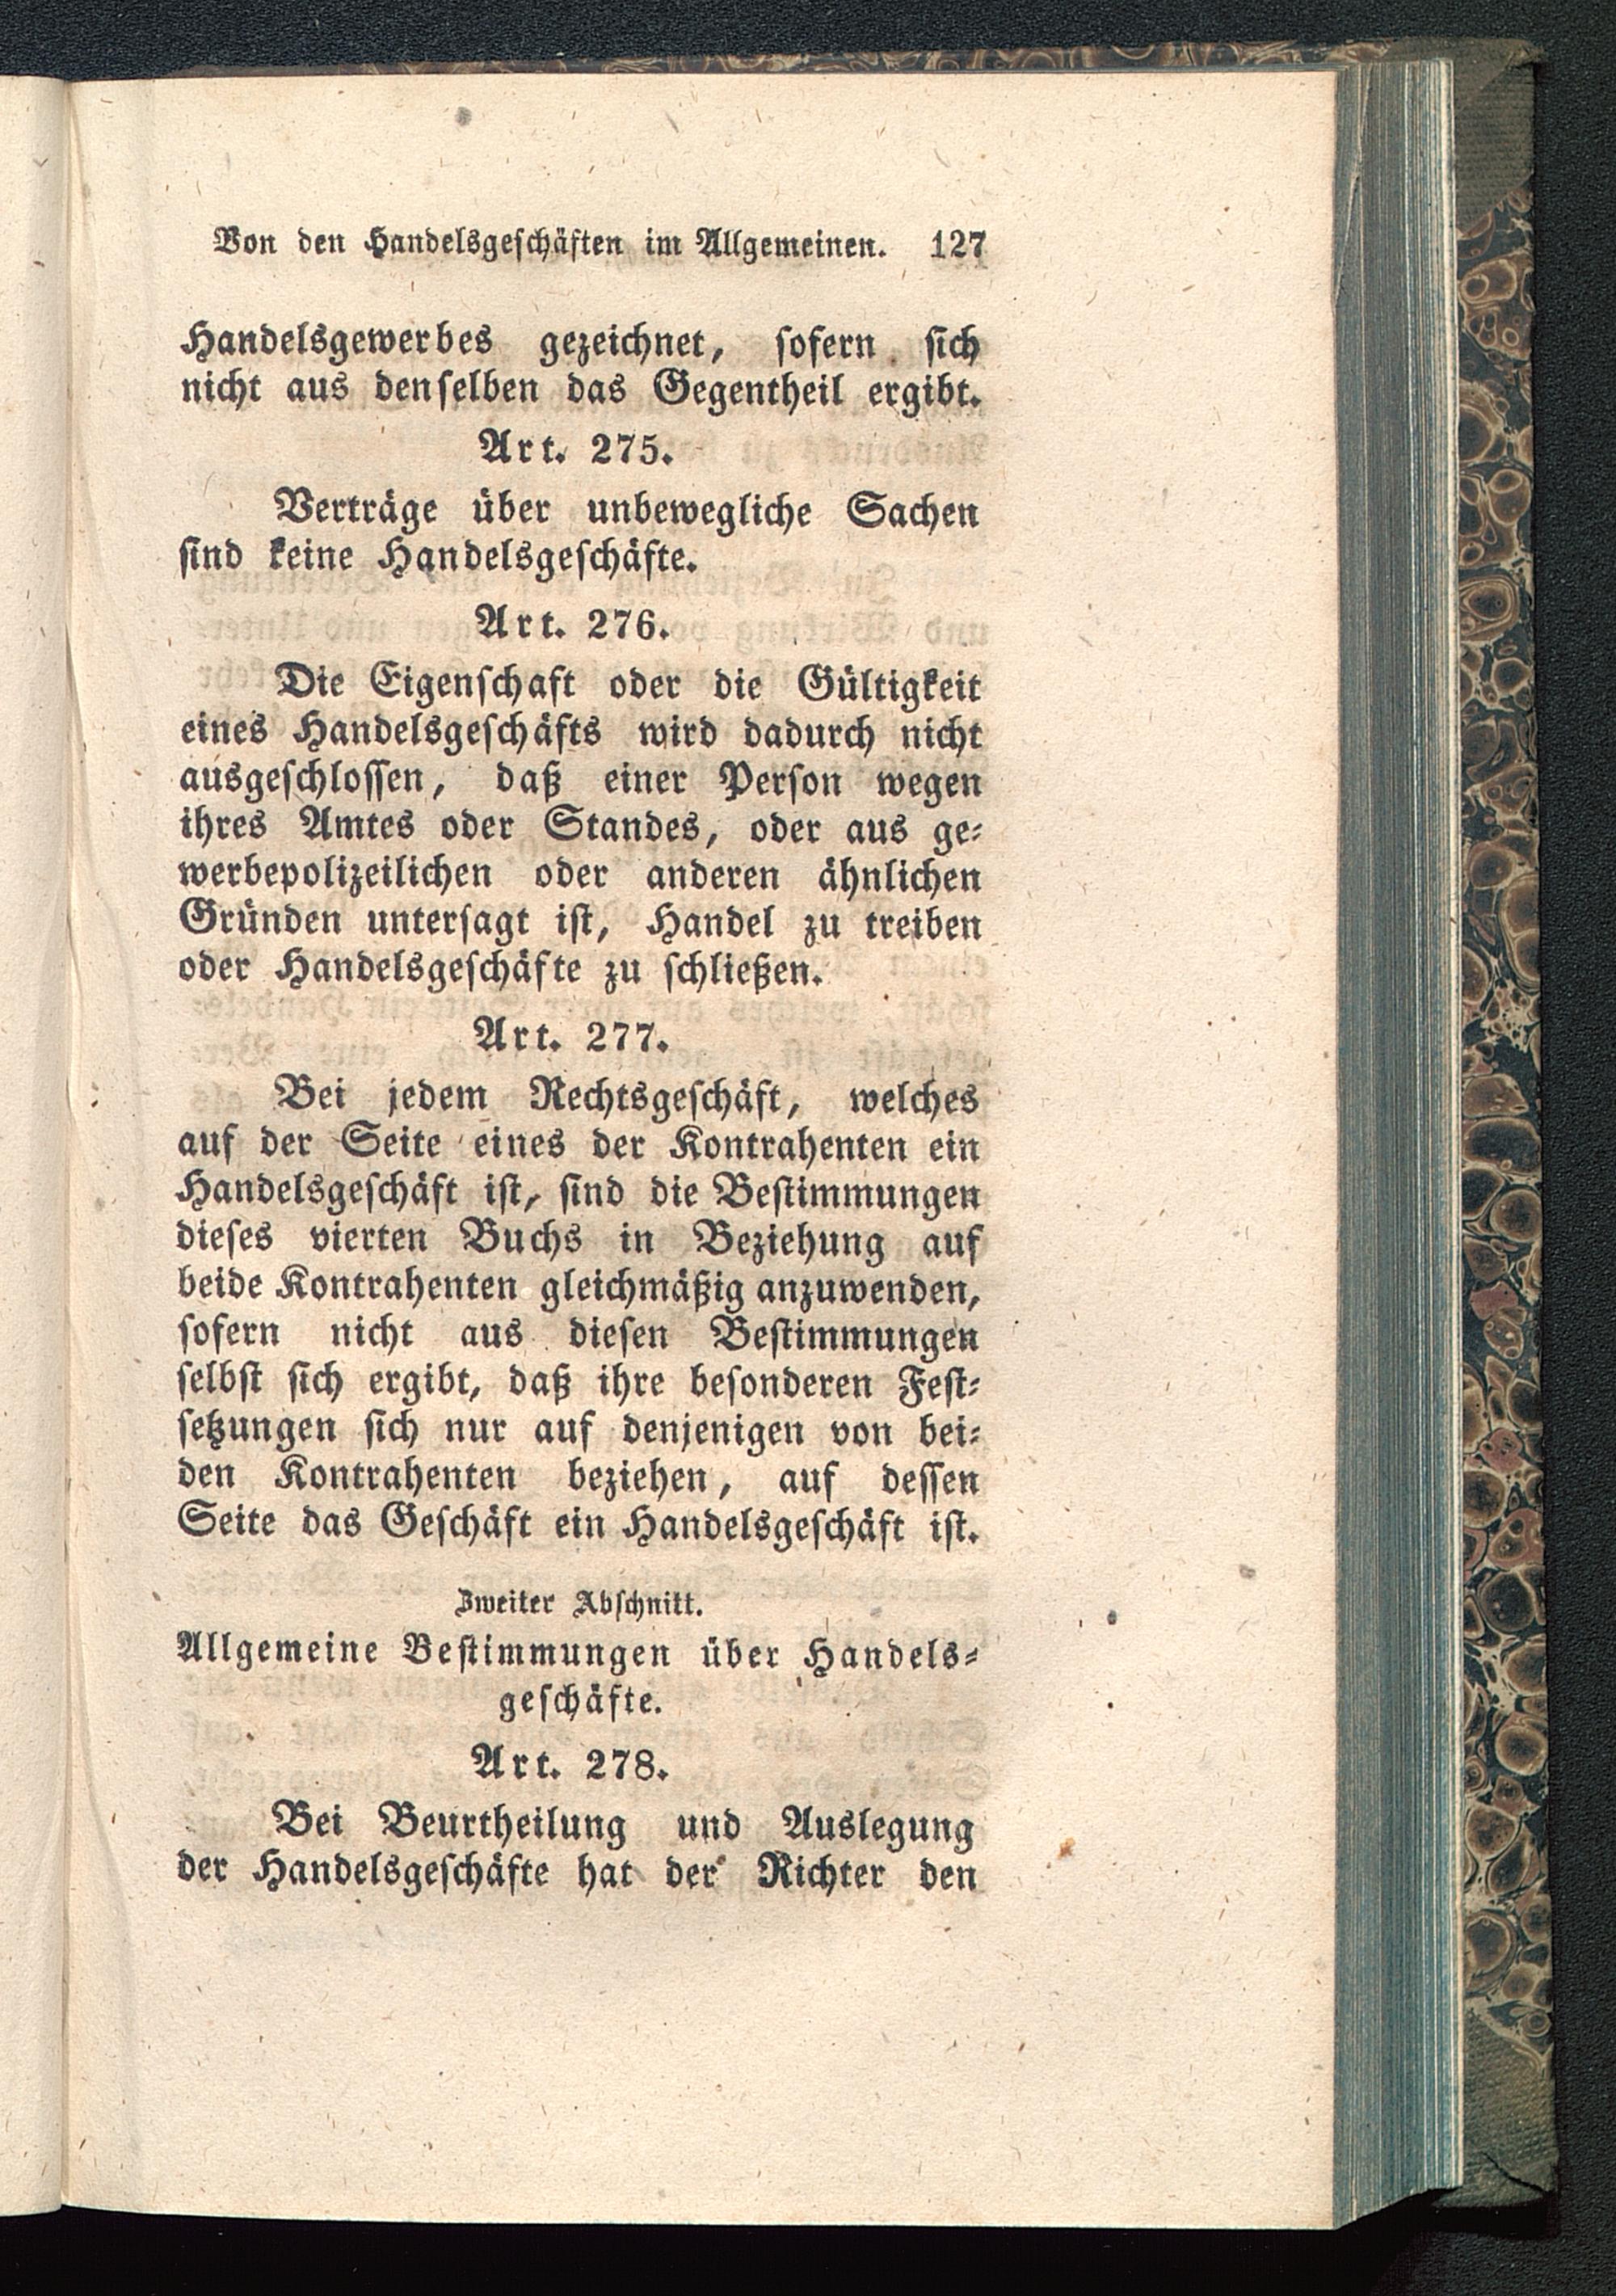 Von den Handelsgeschäften im Allgemeinen. 127
Handelsgewerbes gezeichnet, sofern sich
nicht aus denselben das Gegentheil ergibt.
Art. 275.
Verträge über unbewegliche Sachen
sind keine Handelsgeschäfte.
Art. 276.
Die Eigenschaft oder die Gültigkeit
eines Handelsgeschäfts wird dadurch nicht
ausgeschlossen, daß einer Person wegen
ihres Amtes oder Standes, oder aus ge-
werbepolizeilichen oder anderen ähnlichen
Gründen untersagt ist, Handel zu treiben
oder Handelsgeschäfte zu schließen.
Art. 277.
Bei jedem Rechtsgeschäft, welches
auf der Seite eines der Kontrahenten ein
Handelsgeschäft ist, sind die Bestimmungen
dieses vierten Buchs in Beziehung auf
beide Kontrahenten gleichmäßig anzuwenden,
sofern nicht aus diesen Bestimmungen
selbst sich ergibt, daß ihre besonderen Fest-
setzungen sich nur auf denjenigen von bei-
den Kontrahenten beziehen, auf dessen
Seite das Geschäft ein Handelsgeschäft ist.
Zweiter Abschnitt.
Allgemeine Bestimmungen über Handels-
geschäfte.
Art. 278.
Bei Beurtheilung und Auslegung
der Handelsgeschäfte hat der Richter den